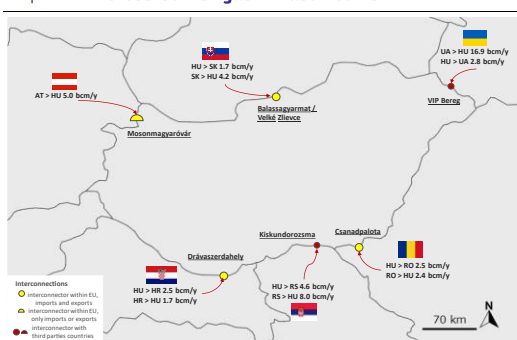 HU > SK 1.7 bcm/y
SK > HU 4.2 bcm/y
UA > HU 16.9 bcm/y
HU > UA 2.8 bcm/y
AT > HU 5.0 bcm/y
VIP Bereg
Balassagyarmat /
Velké Zlievce
Mosonmagyaróvár
Kiskundorozsma
Csanadpalota
Drávaszerdahely
HU > HR 2.5 bcm/y
HR > HU 1.7 bcm/y
HU > RS 4.6 bcm/y
RS > HU 8.0 bcm/y
HU > RO 2.5 bcm/y
RO > HU 2.4 bcm/y
Interconnections
interconnector within EU,
imports and exports
interconnector within EU,
only imports or exports
interconnector with
third parties countries
70 km
N